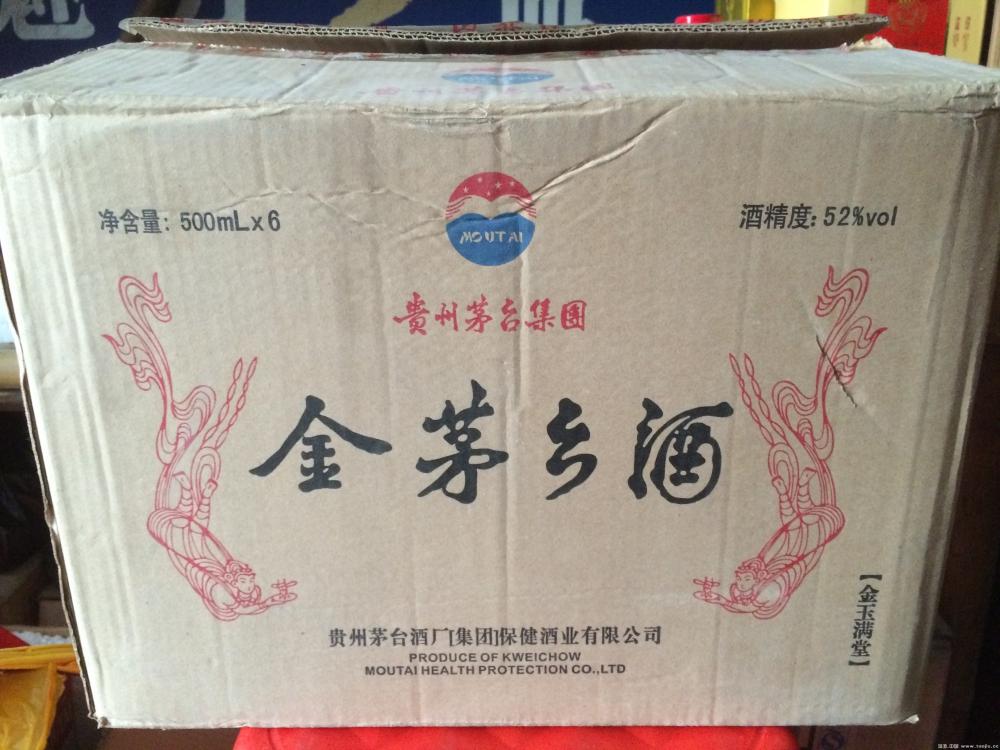 净含量: 500mL x 6
MOUTAI
酒精度: 52%vol
贵州茅台集团
金茅台酒
【金玉满堂】
贵州茅台酒厂[集团]保健酒业有限公司
PRODUCE OF KWEICHOW
MOUTAI HEALTH PROTECTION CO.,LTD